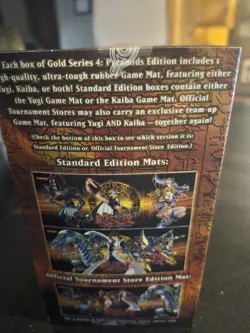 Each box of Gold Series 4: Pyramids Edition includes 1
high-quality, ultra-tough rubber Game Mat, featuring either
Yugi, Kaiba, or both! Standard Edition boxes contain either
the Yugi Game Mat or the Kaiba Game Mat. Official
Tournament Stores may also carry an exclusive team-up
Game Mat, featuring Yugi AND Kaiba — together again!
(Check the bottom of this box to see which version it is:
Standard Edition or Official Tournament Store Edition.)
Standard Edition Mats:
Official Tournament Store Edition Mat: